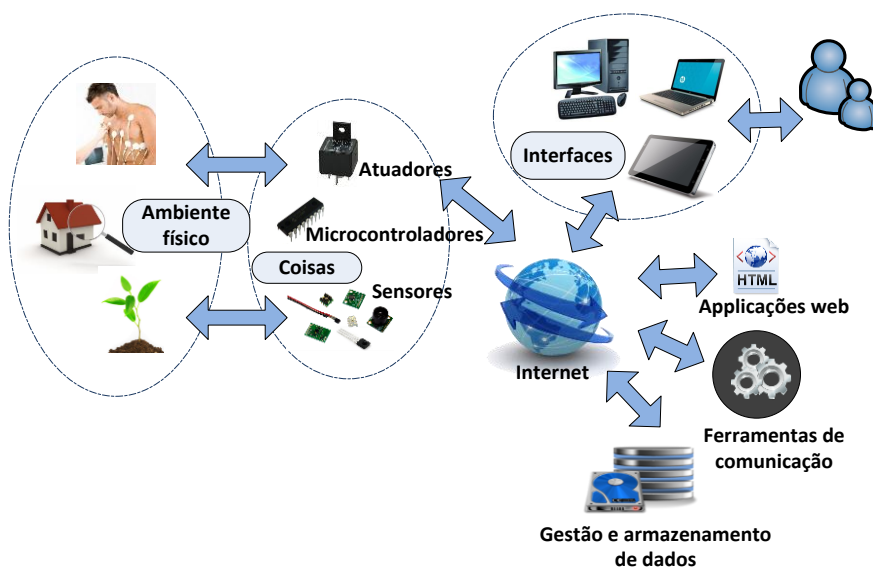 Atuadores
Ambiente
físico
Microcontroladores
Coisas
Sensores
Interfaces
Internet
HTML
Applicações web
Ferramentas de
comunicação
Gestão e armazenamento
de dados